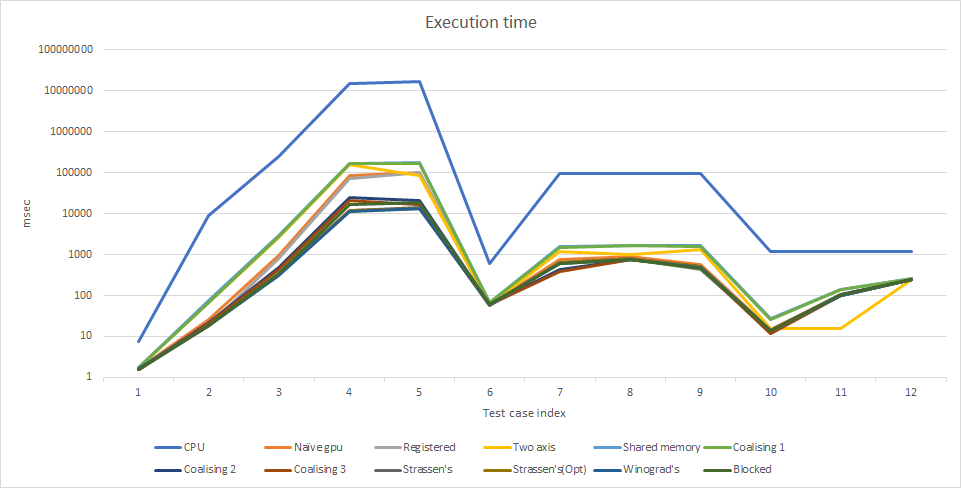 Execution time
100000000
10000000
1000000
100000
10000
1000
100
10
1
msec
1 2 3 4 5 6 7 8 9 10 11 12
Test case index
CPU Naïve gpu Registered Two axis Shared memory Coalising 1
Coalising 2 Coalising 3 Strassen's Strassen's(Opt) Winograd's Blocked